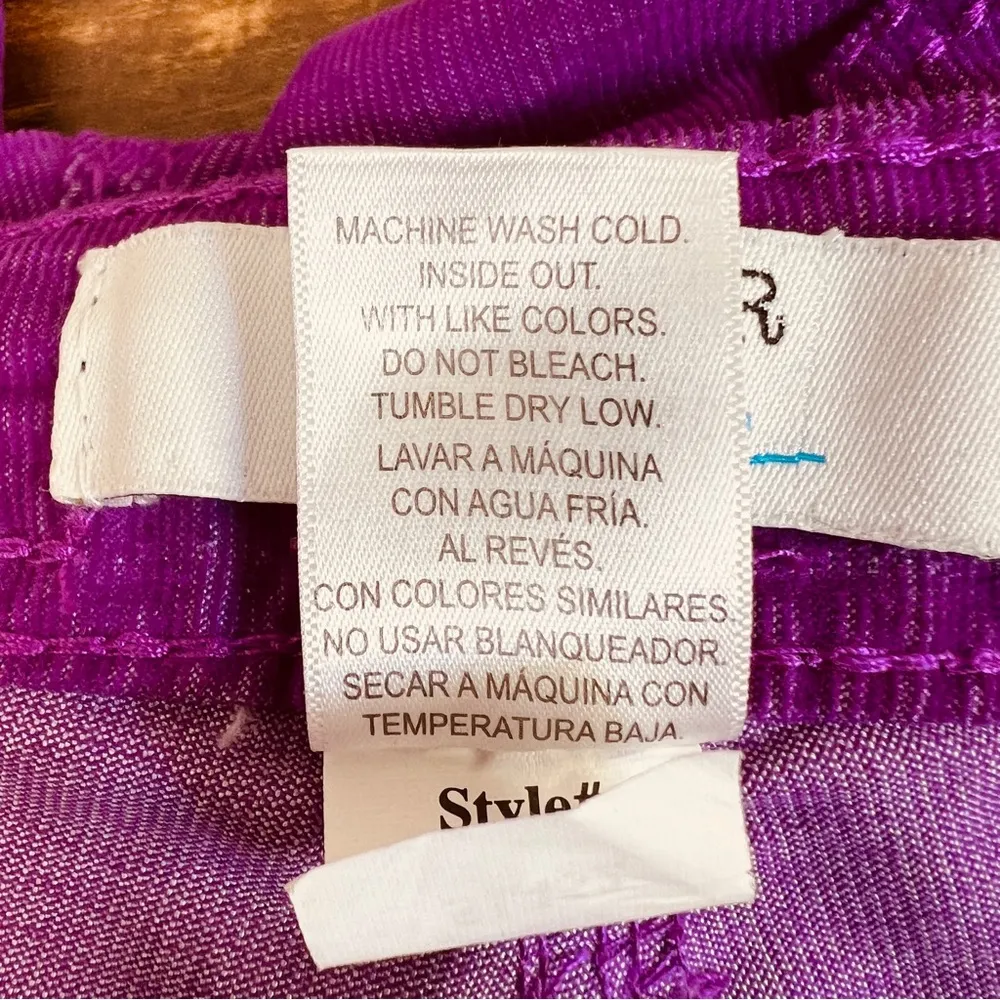 MACHINE WASH COLD.
INSIDE OUT.
WITH LIKE COLORS.
DO NOT BLEACH.
TUMBLE DRY LOW.
LAVAR A MÁQUINA
CON AGUA FRÍA.
AL REVÉS.
CON COLORES SIMILARES.
NO USAR BLANQUEADOR.
SECAR A MÁQUINA CON
TEMPERATURA BAJA.
Style#